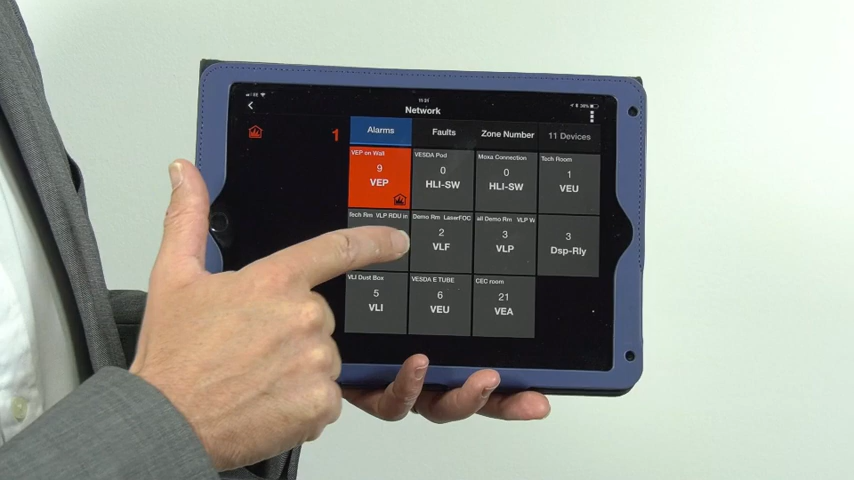 Network
1
Alarms
Faults
Zone Number
11 Devices
VEP on Wall
9
VEP
VESDA Pod
0
HLI-SW
Moxa Connection
0
HLI-SW
Tech Room
1
VEU
Tech Rm VLP RDU in
Demo Rm LaserFOC
2
VLF
all Demo Rm VLP W
3
VLP
3
Dsp-Rly
VLI Dust Box
5
VLI
VESDA E TUBE
6
VEU
CEC room
21
VEA